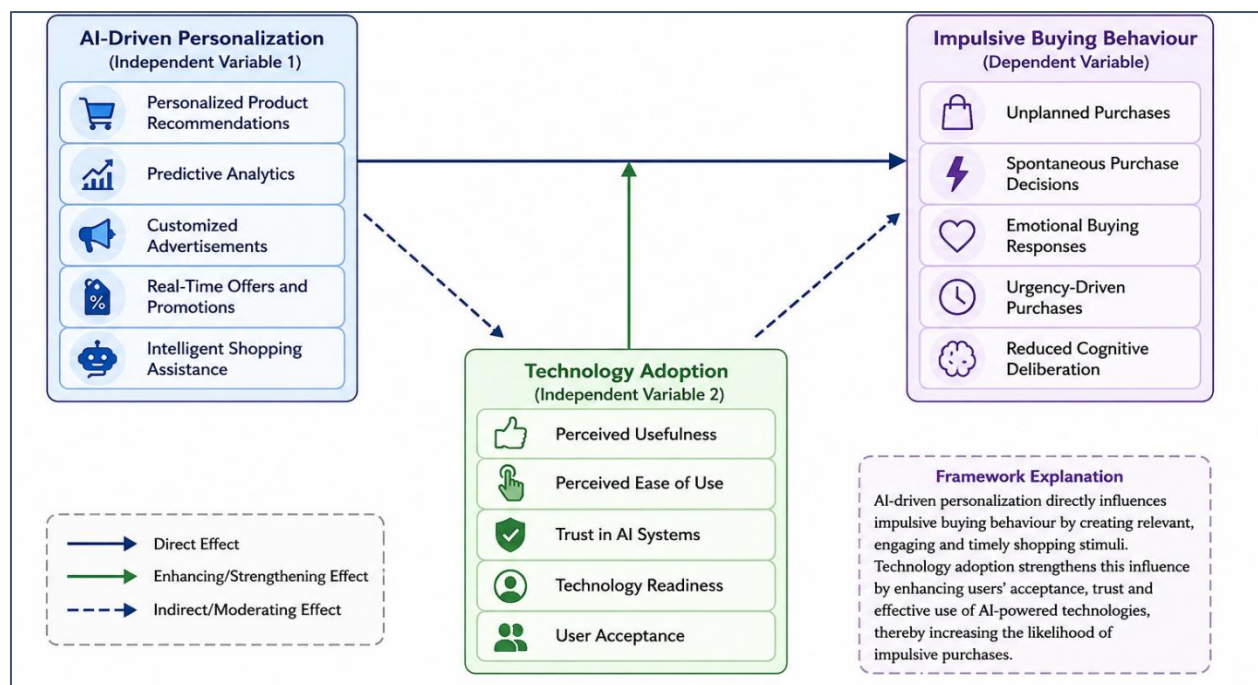 AI-Driven Personalization
(Independent Variable 1)
Personalized Product
Recommendations
Predictive Analytics
Customized
Advertisements
Real-Time Offers and
Promotions
%
Intelligent Shopping
Assistance
Impulsive Buying Behaviour
(Dependent Variable)
Unplanned Purchases
Spontaneous Purchase
Decisions
Emotional Buying
Responses
Urgency-Driven
Purchases
Reduced Cognitive
Deliberation
Technology Adoption
(Independent Variable 2)
Perceived Usefulness
Perceived Ease of Use
Trust in AI Systems
Technology Readiness
User Acceptance
Direct Effect
Enhancing/Strengthening Effect
Indirect/Moderating Effect
Framework Explanation
AI-driven personalization directly influences
impulsive buying behaviour by creating relevant,
engaging and timely shopping stimuli.
Technology adoption strengthens this influence
by enhancing users' acceptance, trust and
effective use of AI-powered technologies,
thereby increasing the likelihood of
impulsive purchases.